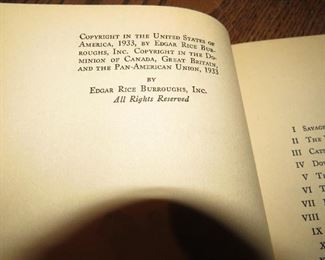 Copyright in the United States of
America, 1933, by Edgar Rice Bur-
roughs, Inc. Copyright in the Do-
minion of Canada, Great Britain,
and the Pan-American Union, 1933
BY
Edgar Rice Burroughs, Inc.
All Rights Reserved
I Savage
II The
III
IV
V
VI
VII
VIII
IX
X